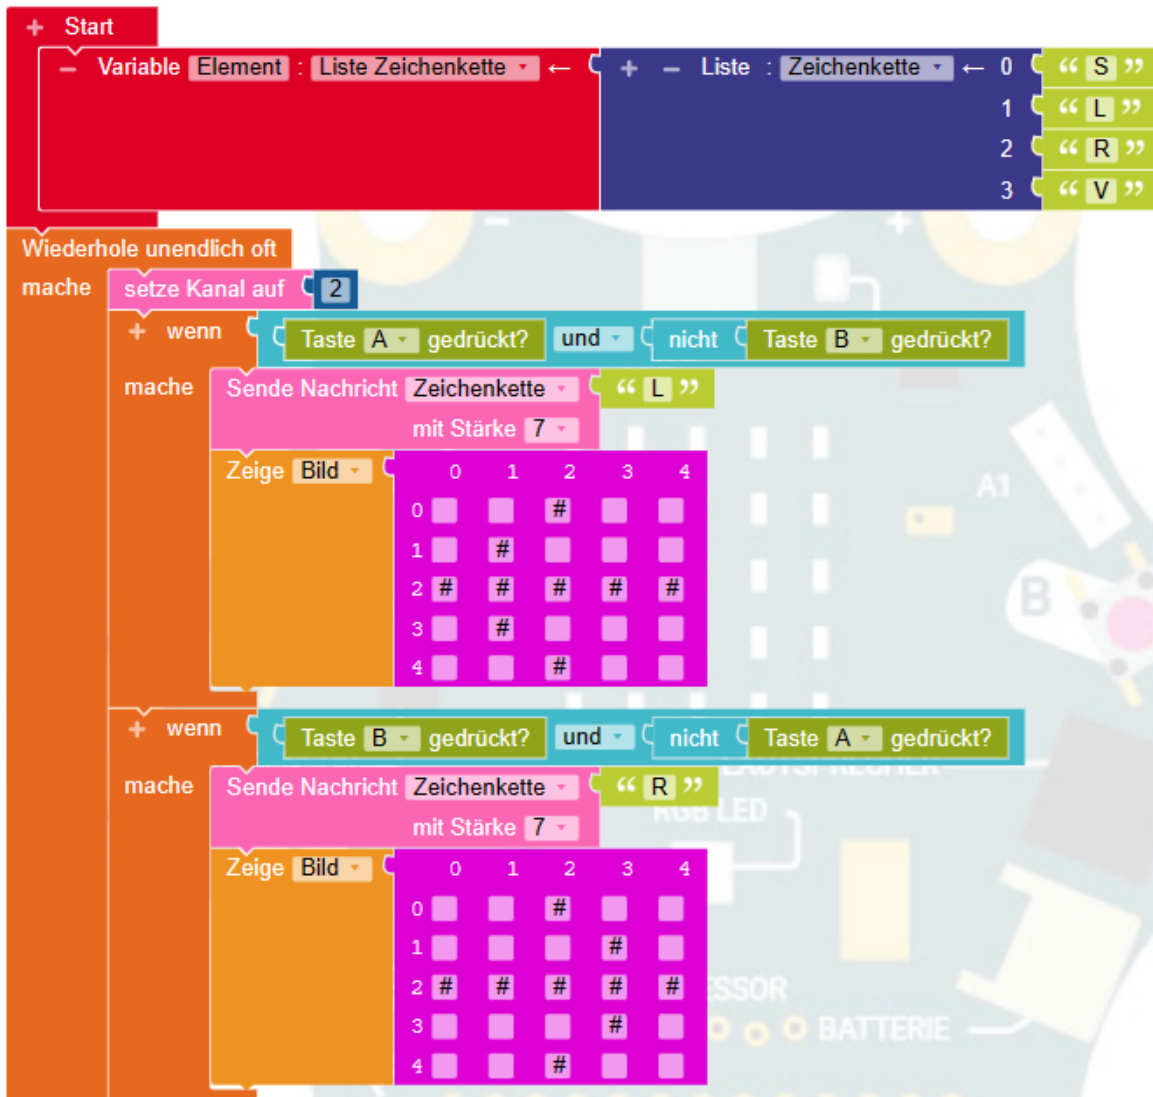 + Start
− Variable Element : Liste Zeichenkette ← + − Liste : Zeichenkette ← 0 “ S ”
1 “ L ”
2 “ R ”
3 “ V ”
− +
Wiederhole unendlich oft
mache setze Kanal auf 2
+ wenn Taste A gedrückt? und nicht Taste B gedrückt?
mache Sende Nachricht Zeichenkette “ L ”
mit Stärke 7
Zeige Bild 0 1 2 3 4
A1
0 #
1 #
2 # # # # #
B
3 #
4 #
+ wenn Taste B gedrückt? und nicht Taste A gedrückt?
LAUTSPRECHER
mache Sende Nachricht Zeichenkette “ R ”
RGB LED
mit Stärke 7
Zeige Bild 0 1 2 3 4
0 #
1 #
2 # # # # #
ESSOR
3 #
BATTERIE
4 #